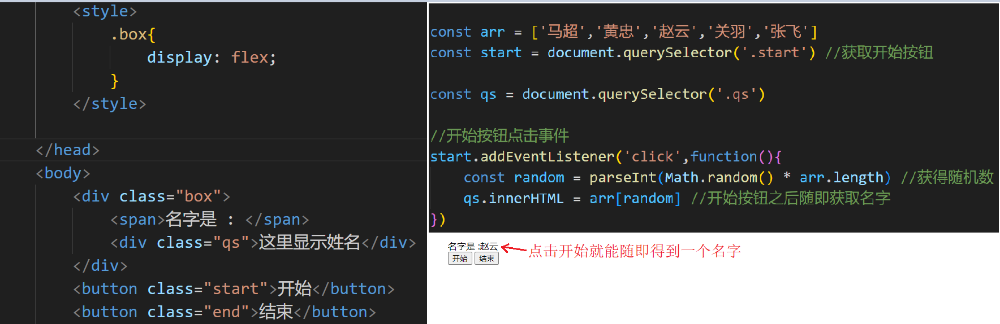 <style>
.box{
display: flex;
}
</style>
</head>
<body>
<div class="box">
<span>名字是 : </span>
<div class="qs">这里显示姓名</div>
</div>
<button class="start">开始</button>
<button class="end">结束</button>
const arr = ['马超','黄忠','赵云','关羽','张飞']
const start = document.querySelector('.start') //获取开始按钮
const qs = document.querySelector('.qs')
//开始按钮点击事件
start.addEventListener('click',function(){
const random = parseInt(Math.random() * arr.length) //获得随机数
qs.innerHTML = arr[random] //开始按钮之后随即获取名字
})
名字是 :赵云
点击开始就能随即得到一个名字
开始 结束